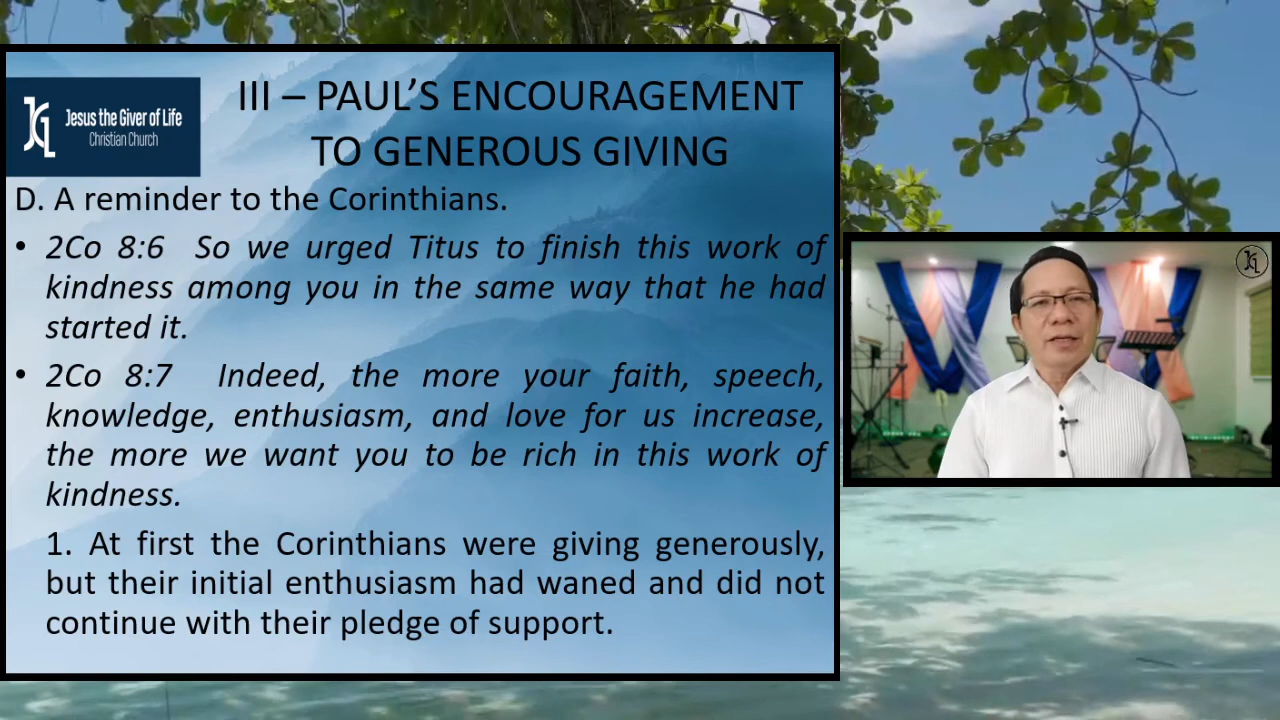 Jesus the Giver of Life
Christian Church
III – PAUL'S ENCOURAGEMENT
TO GENEROUS GIVING
D. A reminder to the Corinthians.
• 2Co 8:6 So we urged Titus to finish this work of
kindness among you in the same way that he had
started it.
• 2Co 8:7 Indeed, the more your faith, speech,
knowledge, enthusiasm, and love for us increase,
the more we want you to be rich in this work of
kindness.
1. At first the Corinthians were giving generously,
but their initial enthusiasm had waned and did not
continue with their pledge of support.